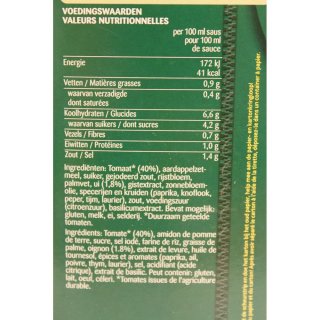 VOEDINGSWAARDEN
VALEURS NUTRITIONNELLES
per 100 ml saus
pour 100 ml
de sauce
Energie 172 kJ
41 kcal
Vetten / Matières grasses 0,9 g
waarvan verzadigde 0,4 g
dont saturées
Koolhydraten / Glucides 6,6 g
waarvan suikers / dont sucres 4,2 g
Vezels / Fibres 0,7 g
Eiwitten / Protéines 1,0 g
Zout / Sel 1,4 g
Ingrediënten: Tomaat* (40%), aardappelzet-
meel, suiker, gejodeerd zout, rijstbloem,
palmvet, ui (1,8%), gistextract, zonnebloem-
olie, specerijen en kruiden (paprika, knoflook,
peper, tijm, laurier), zout, voedingszuur
(citroenzuur), basilicumextract. Bevat mogelijk:
gluten, melk, ei, selderij. *Duurzaam geteelde
tomaten.
Ingrédients: Tomate* (40%), amidon de pomme
de terre, sucre, sel iodé, farine de riz, graisse de
palme, oignon (1,8%), extrait de levure, huile de
tournesol, épices et aromates (paprika, ail,
poivre, thym, laurier), sel, acidifiant (acide
citrique), extrait de basilic. Peut contenir: gluten,
lait, oeuf, céleri. *Tomates issues de l'agriculture
durable.